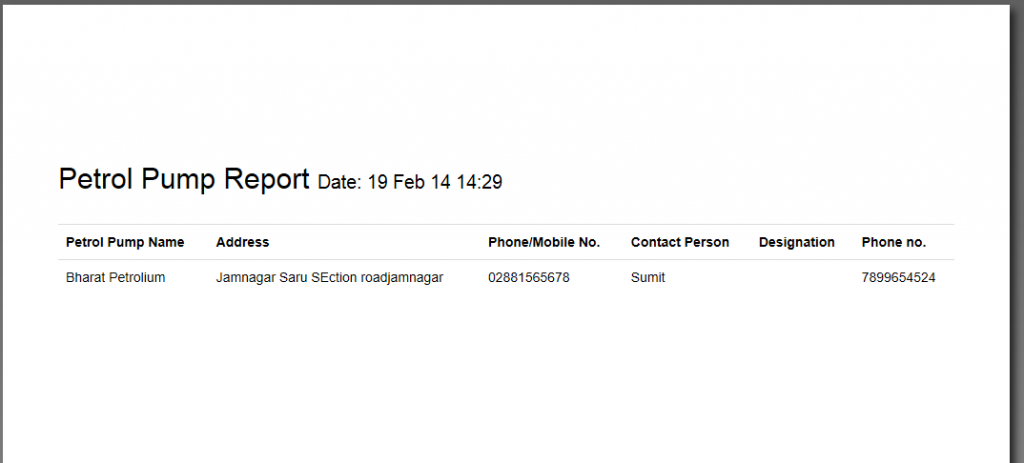 Petrol Pump Report Date: 19 Feb 14 14:29
Petrol Pump Name Address Phone/Mobile No. Contact Person Designation Phone no.
Bharat Petrolium Jamnagar Saru SEction roadjamnagar 02881565678 Sumit 7899654524